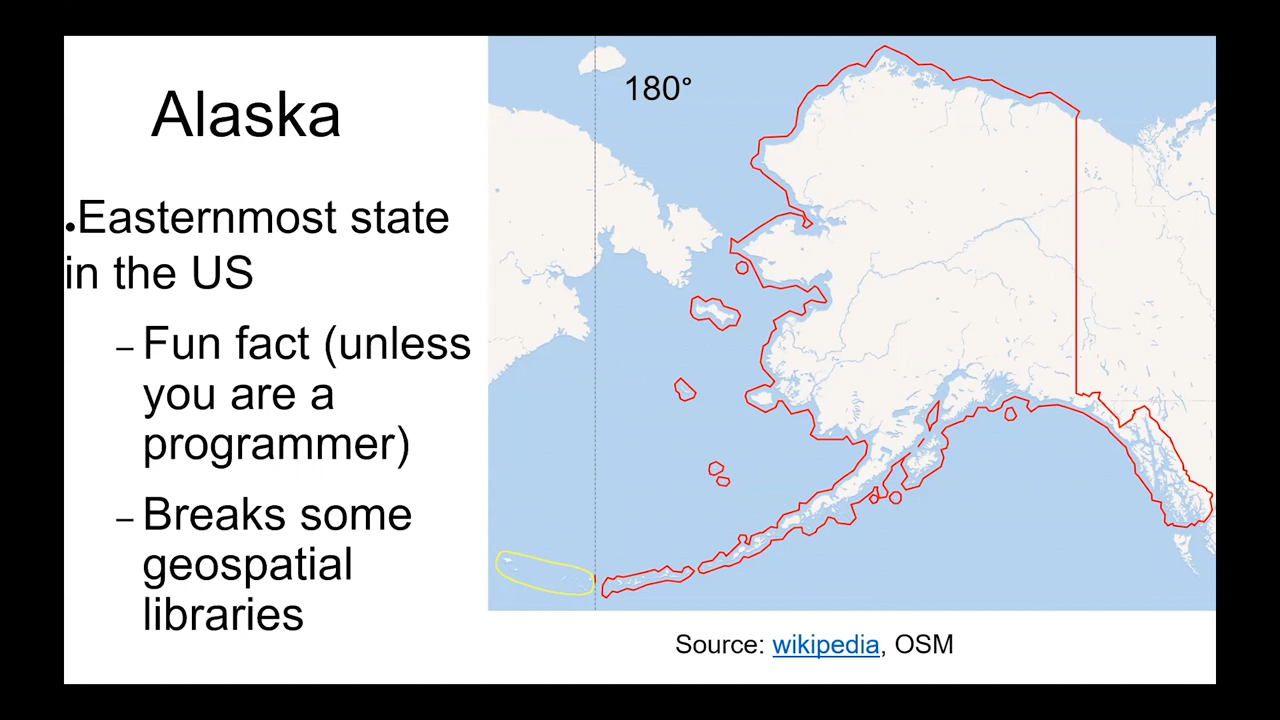 Alaska
180°
•Easternmost state
in the US
– Fun fact (unless
you are a
programmer)
– Breaks some
geospatial
libraries
Source: wikipedia, OSM